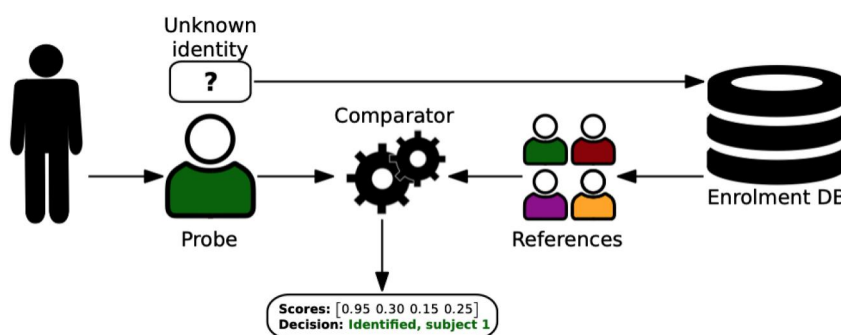 Unknown
identity
?
Comparator
Probe
References
Enrolment DB
Scores: [0.95 0.30 0.15 0.25]
Decision: Identified, subject 1